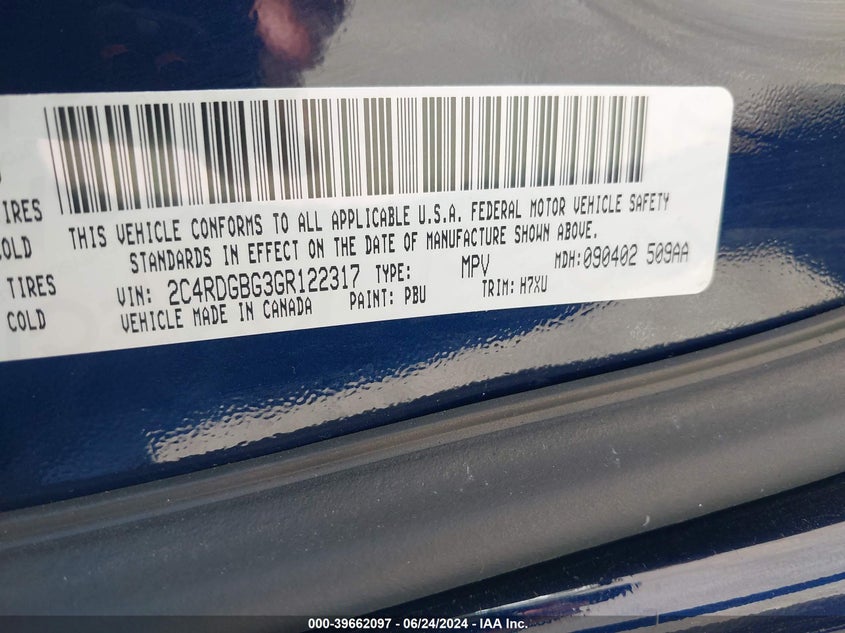 IRES
COLD
TIRES
COLD
THIS VEHICLE CONFORMS TO ALL APPLICABLE U.S.A. FEDERAL MOTOR VEHICLE SAFETY
STANDARDS IN EFFECT ON THE DATE OF MANUFACTURE SHOWN ABOVE.
VIN: 2C4RDGBG3GR122317 TYPE: MPV MDH: 090402 509AA
VEHICLE MADE IN CANADA PAINT: PBU TRIM: H7XU
000-39662097 / 06/24/2024 - IAA Inc.